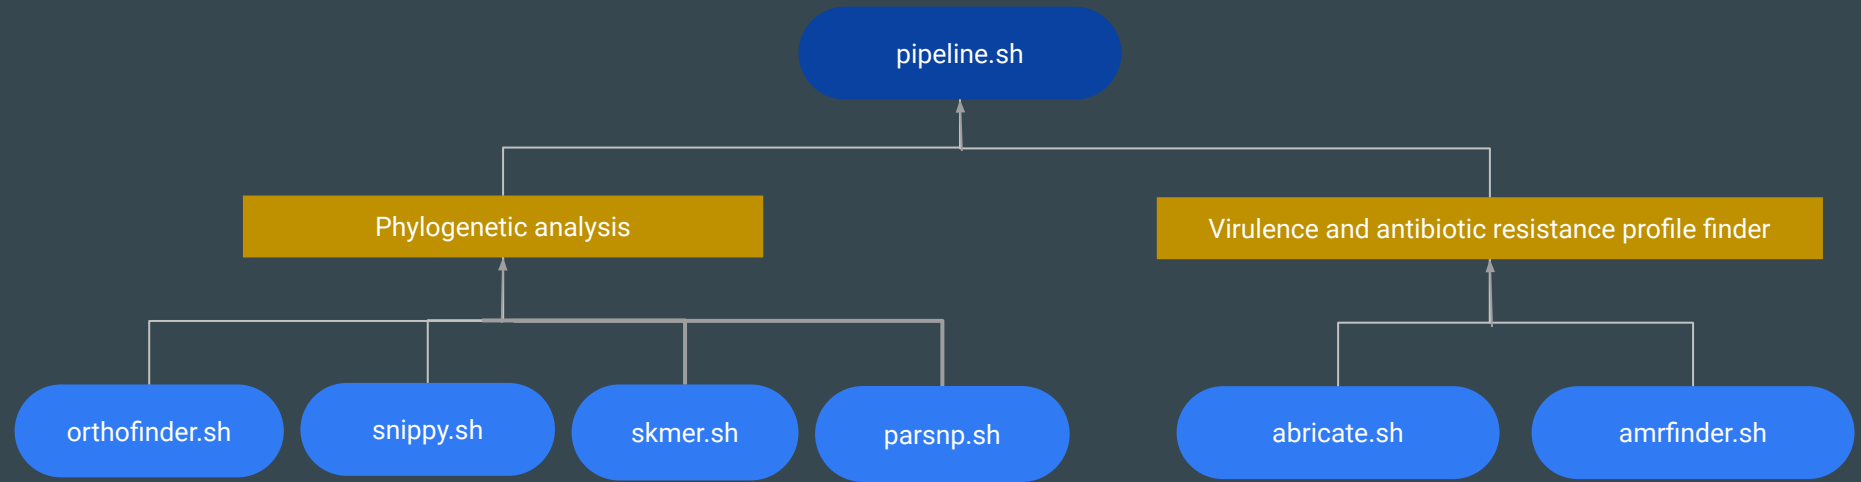 pipeline.sh
Phylogenetic analysis
Virulence and antibiotic resistance profile finder
orthofinder.sh
snippy.sh
skmer.sh
parsnp.sh
abricate.sh
amrfinder.sh